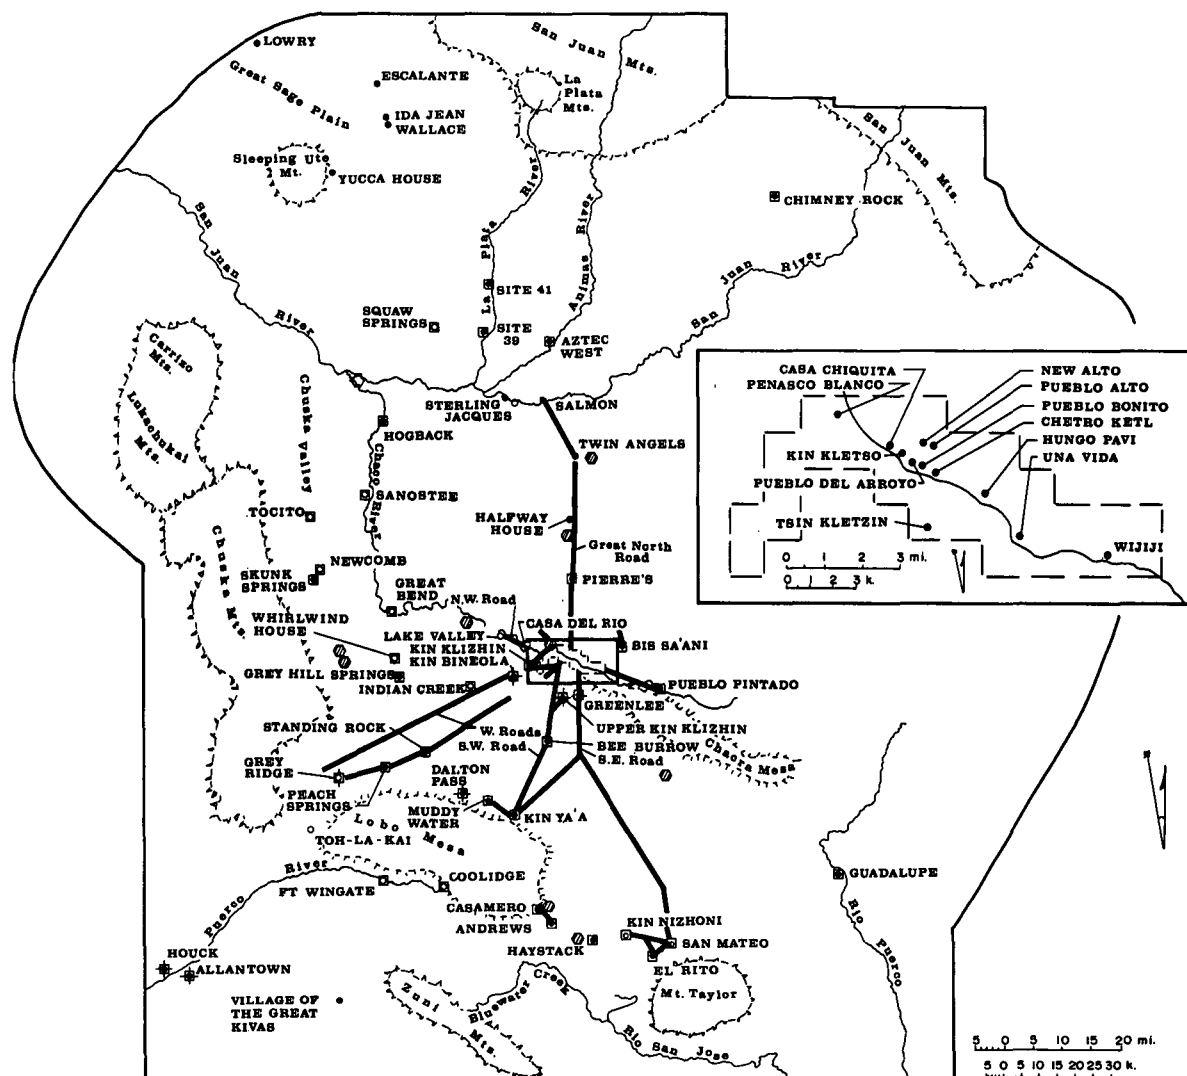 LOWRY
San Juan Mts.
Great Sage Plain
ESCALANTE
La
Plata
Mts.
IDA JEAN
WALLACE
San Juan Mts.
Sleeping Ute
Mt.
YUCCA HOUSE
La Plata River
Animas River
CHIMNEY ROCK
San Juan River
San Juan River
SITE 41
SQUAW
SPRINGS
SITE
39
AZTEC
WEST
Carrizo
Mts.
Lukachukai
Mts.
Chuska Valley
STERLING
JACQUES
SALMON
HOGBACK
TWIN ANGELS
Chaco River
SANOSTEE
TOCITO
HALFWAY
HOUSE
Great North
Road
Chuska Mts.
NEWCOMB
SKUNK
SPRINGS
PIERRE'S
GREAT
BEND
N.W. Road
WHIRLWIND
HOUSE
CASA DEL RIO
LAKE VALLEY
KIN KLIZHIN
KIN BINEOLA
BIS SA'ANI
GREY HILL SPRINGS
INDIAN CREEK
PUEBLO PINTADO
GREENLEE
STANDING ROCK
W. Roads
UPPER KIN KLIZHIN
S.W. Road
BEE BURROW
S.E. Road
Chacra Mesa
GREY
RIDGE
DALTON
PASS
PEACH
SPRINGS
MUDDY
WATER
KIN YA'A
Lobo Mesa
TOH-LA-KAI
Puerco River
FT WINGATE
COOLIDGE
GUADALUPE
CASAMERO
ANDREWS
KIN NIZHONI
HAYSTACK
SAN MATEO
EL RITO
Rio Puerco
HOUCK
ALLANTOWN
Mt. Taylor
Bluewater Creek
VILLAGE OF
THE GREAT
KIVAS
Zuni Mts.
Rio San Jose
CASA CHIQUITA
PENASCO BLANCO
NEW ALTO
PUEBLO ALTO
PUEBLO BONITO
CHETRO KETL
HUNGO PAVI
UNA VIDA
KIN KLETSO
PUEBLO DEL ARROYO
TSIN KLETZIN
WIJIJI
0 1 2 3 mi.
0 1 2 3 k.
5 0 5 10 15 20 mi.
5 0 5 10 15 20 25 30 k.